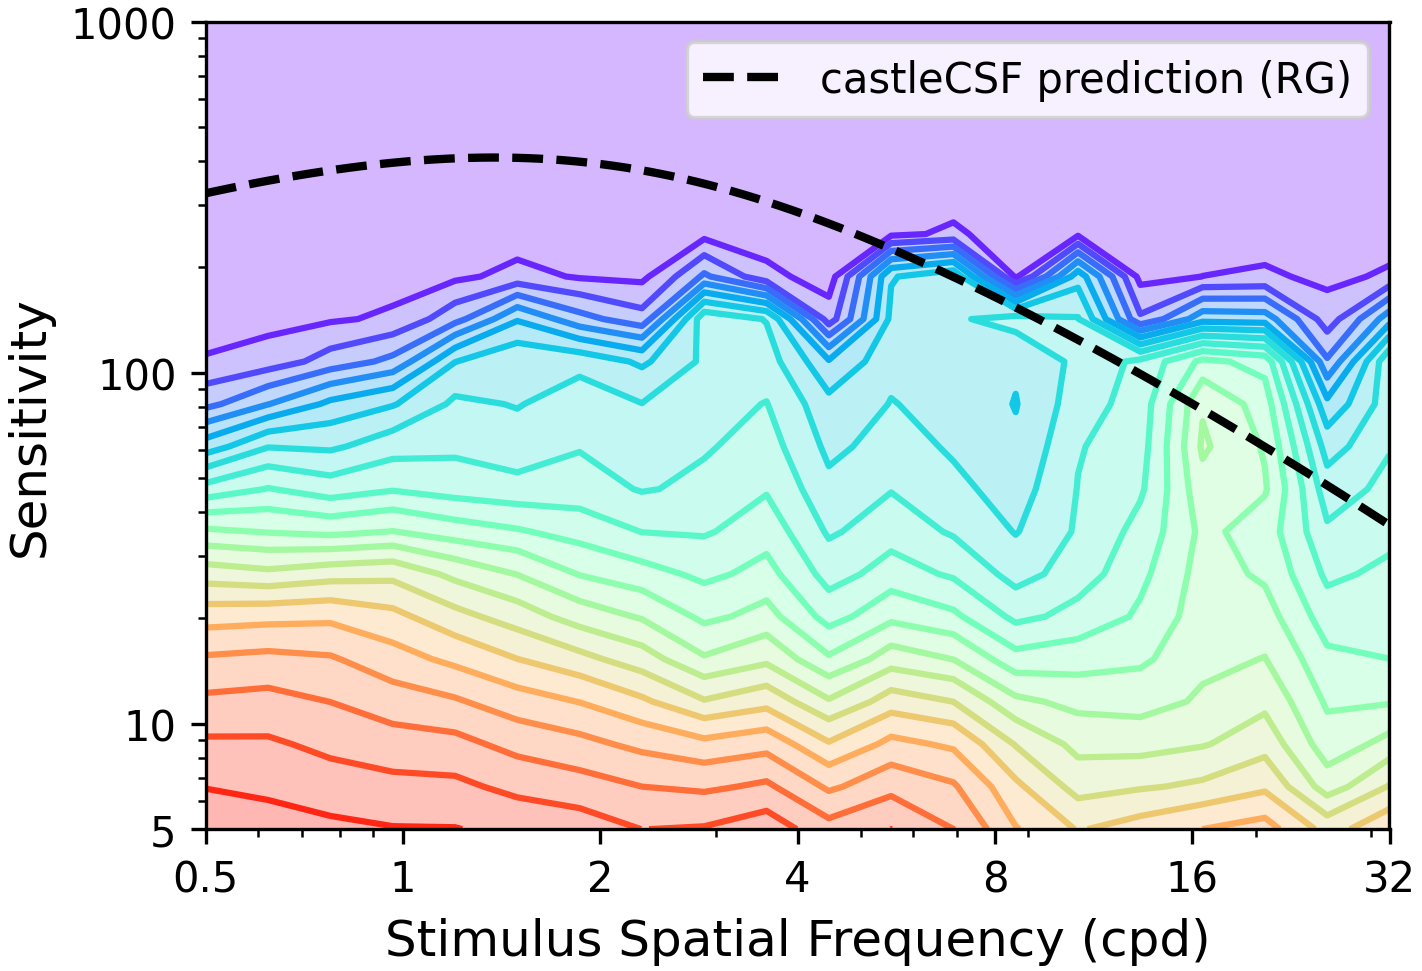 1000
castleCSF prediction (RG)
Sensitivity
100
10
5
0.5 1 2 4 8 16 32
Stimulus Spatial Frequency (cpd)